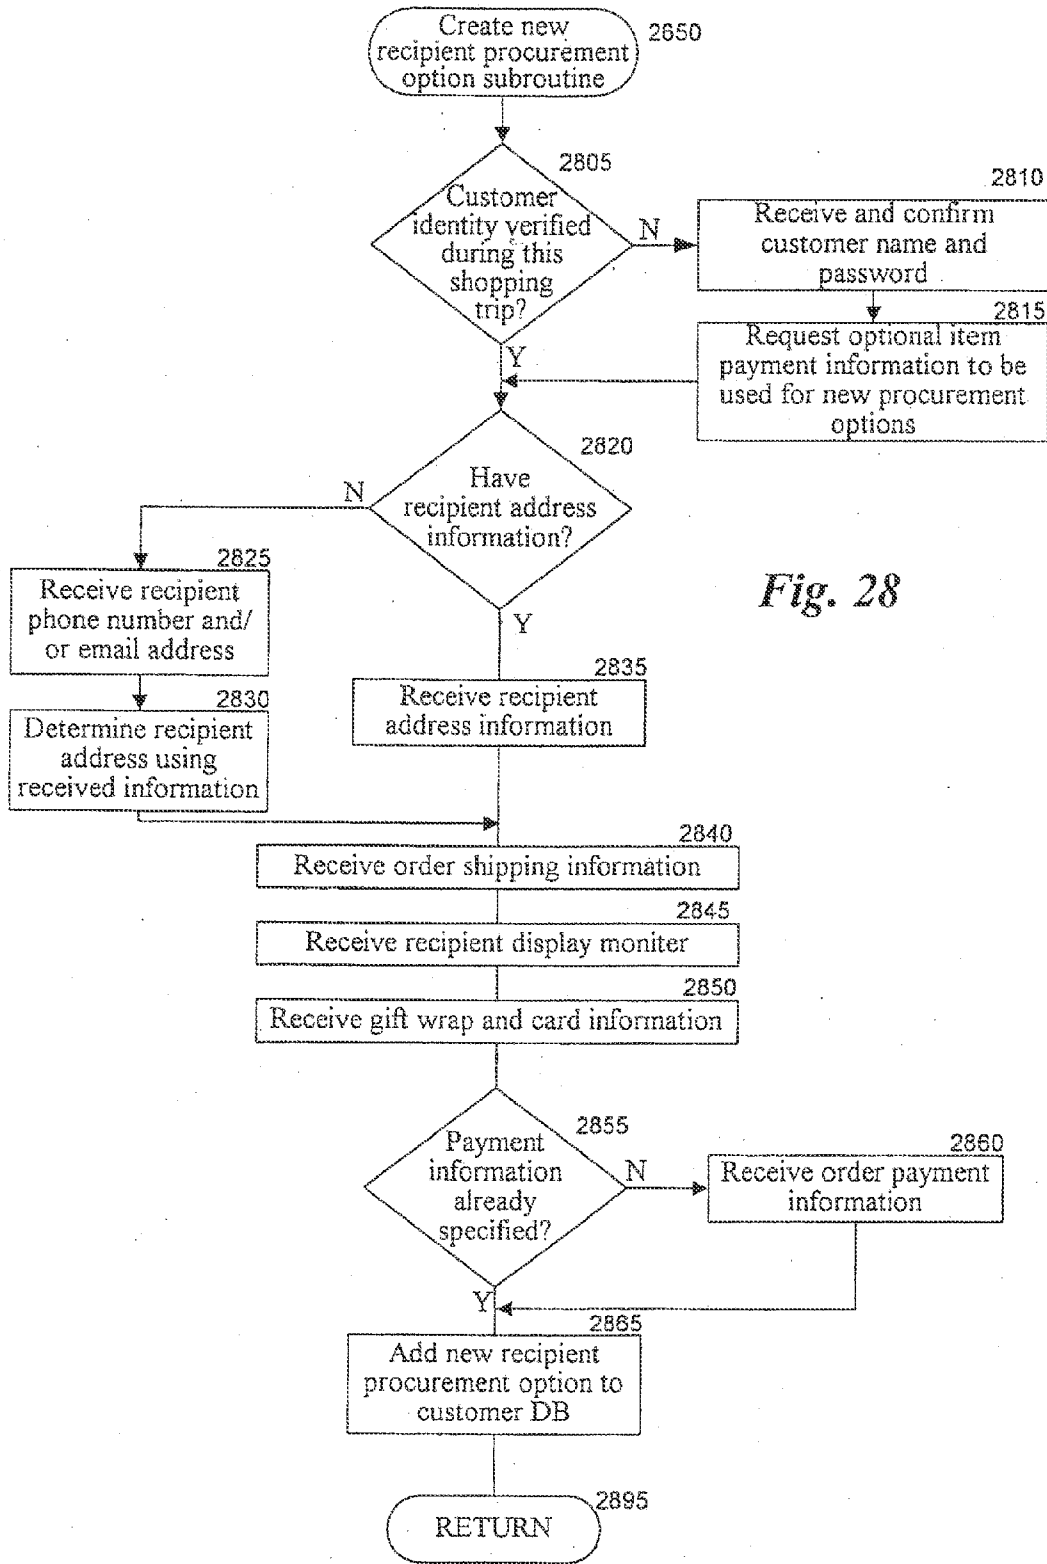 Create new
recipient procurement
option subroutine
2650
2805
Customer
identity verified
during this
shopping
trip?
N
Y
2810
Receive and confirm
customer name and
password
2815
Request optional item
payment information to be
used for new procurement
options
2820
Have
recipient address
information?
N
Y
2825
Receive recipient
phone number and/
or email address
2830
Determine recipient
address using
received information
Fig. 28
2835
Receive recipient
address information
2840
Receive order shipping information
2845
Receive recipient display moniter
2850
Receive gift wrap and card information
2855
Payment
information
already
specified?
N
Y
2860
Receive order payment
information
2865
Add new recipient
procurement option to
customer DB
2895
RETURN